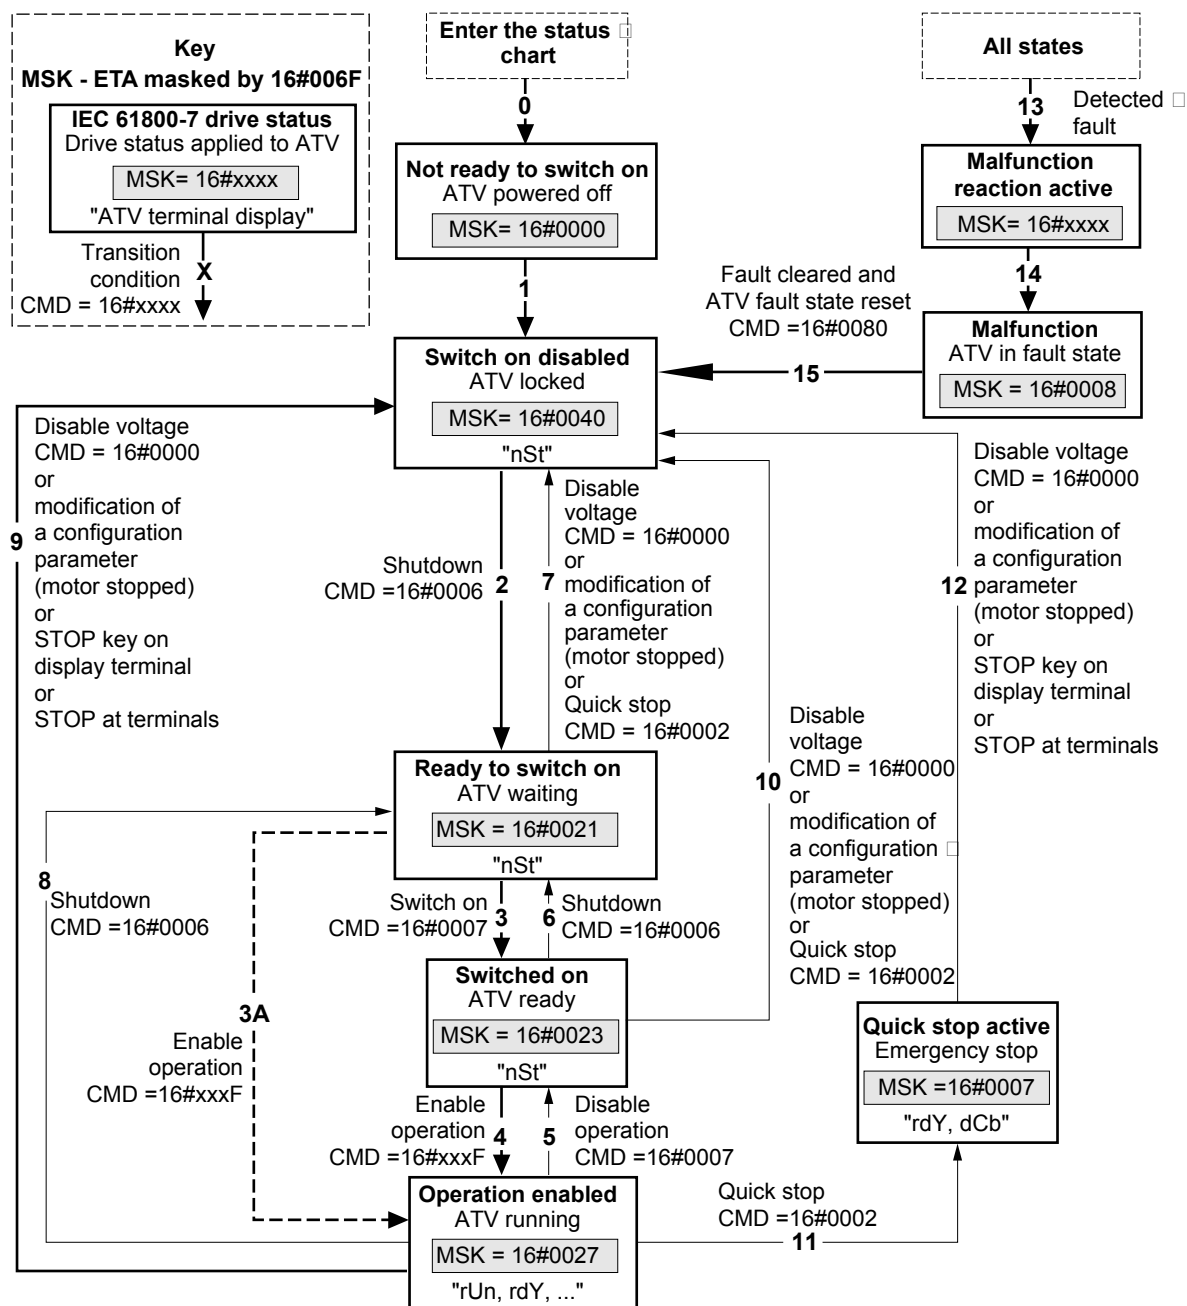 Key
MSK - ETA masked by 16#006F
IEC 61800-7 drive status
Drive status applied to ATV
MSK= 16#xxxx
"ATV terminal display"
Transition
condition
CMD = 16#xxxx
X
Enter the status
chart
0
Not ready to switch on
ATV powered off
MSK= 16#0000
1
All states
13
Detected
fault
Malfunction
reaction active
MSK= 16#xxxx
14
Fault cleared and
ATV fault state reset
CMD =16#0080
15
Malfunction
ATV in fault state
MSK = 16#0008
Switch on disabled
ATV locked
MSK= 16#0040
"nSt"
9
Disable voltage
CMD = 16#0000
or
modification of
a configuration
parameter
(motor stopped)
or
STOP key on
display terminal
or
STOP at terminals
Shutdown
CMD =16#0006
2
7
Disable
voltage
CMD = 16#0000
or
modification of
a configuration
parameter
(motor stopped)
or
Quick stop
CMD = 16#0002
12
Disable voltage
CMD = 16#0000
or
modification of
a configuration
parameter
(motor stopped)
or
STOP key on
display terminal
or
STOP at terminals
10
Disable
voltage
CMD = 16#0000
or
modification of
a configuration
parameter
(motor stopped)
or
Quick stop
CMD = 16#0002
Ready to switch on
ATV waiting
MSK = 16#0021
"nSt"
8
Shutdown
CMD =16#0006
Switch on
CMD =16#0007
3
6
Shutdown
CMD =16#0006
Switched on
ATV ready
MSK = 16#0023
"nSt"
3A
Enable
operation
CMD =16#xxxF
Enable
operation
CMD =16#xxxF
4
5
Disable
operation
CMD =16#0007
Quick stop active
Emergency stop
MSK =16#0007
"rdY, dCb"
Operation enabled
ATV running
MSK = 16#0027
"rUn, rdY, ..."
Quick stop
CMD =16#0002
11